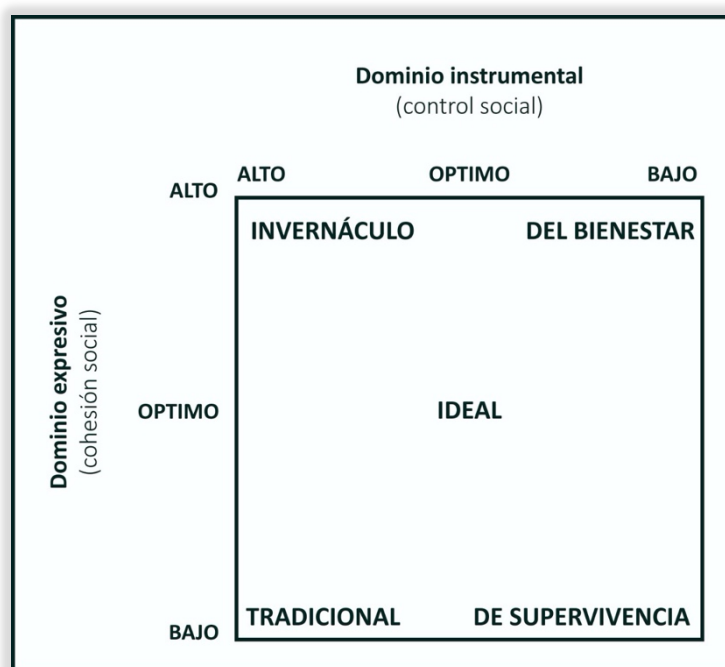 Dominio instrumental
(control social)
ALTO OPTIMO BAJO
ALTO
INVERNÁCULO DEL BIENESTAR
Dominio expresivo
(cohesión social)
OPTIMO
IDEAL
TRADICIONAL DE SUPERVIVENCIA
BAJO